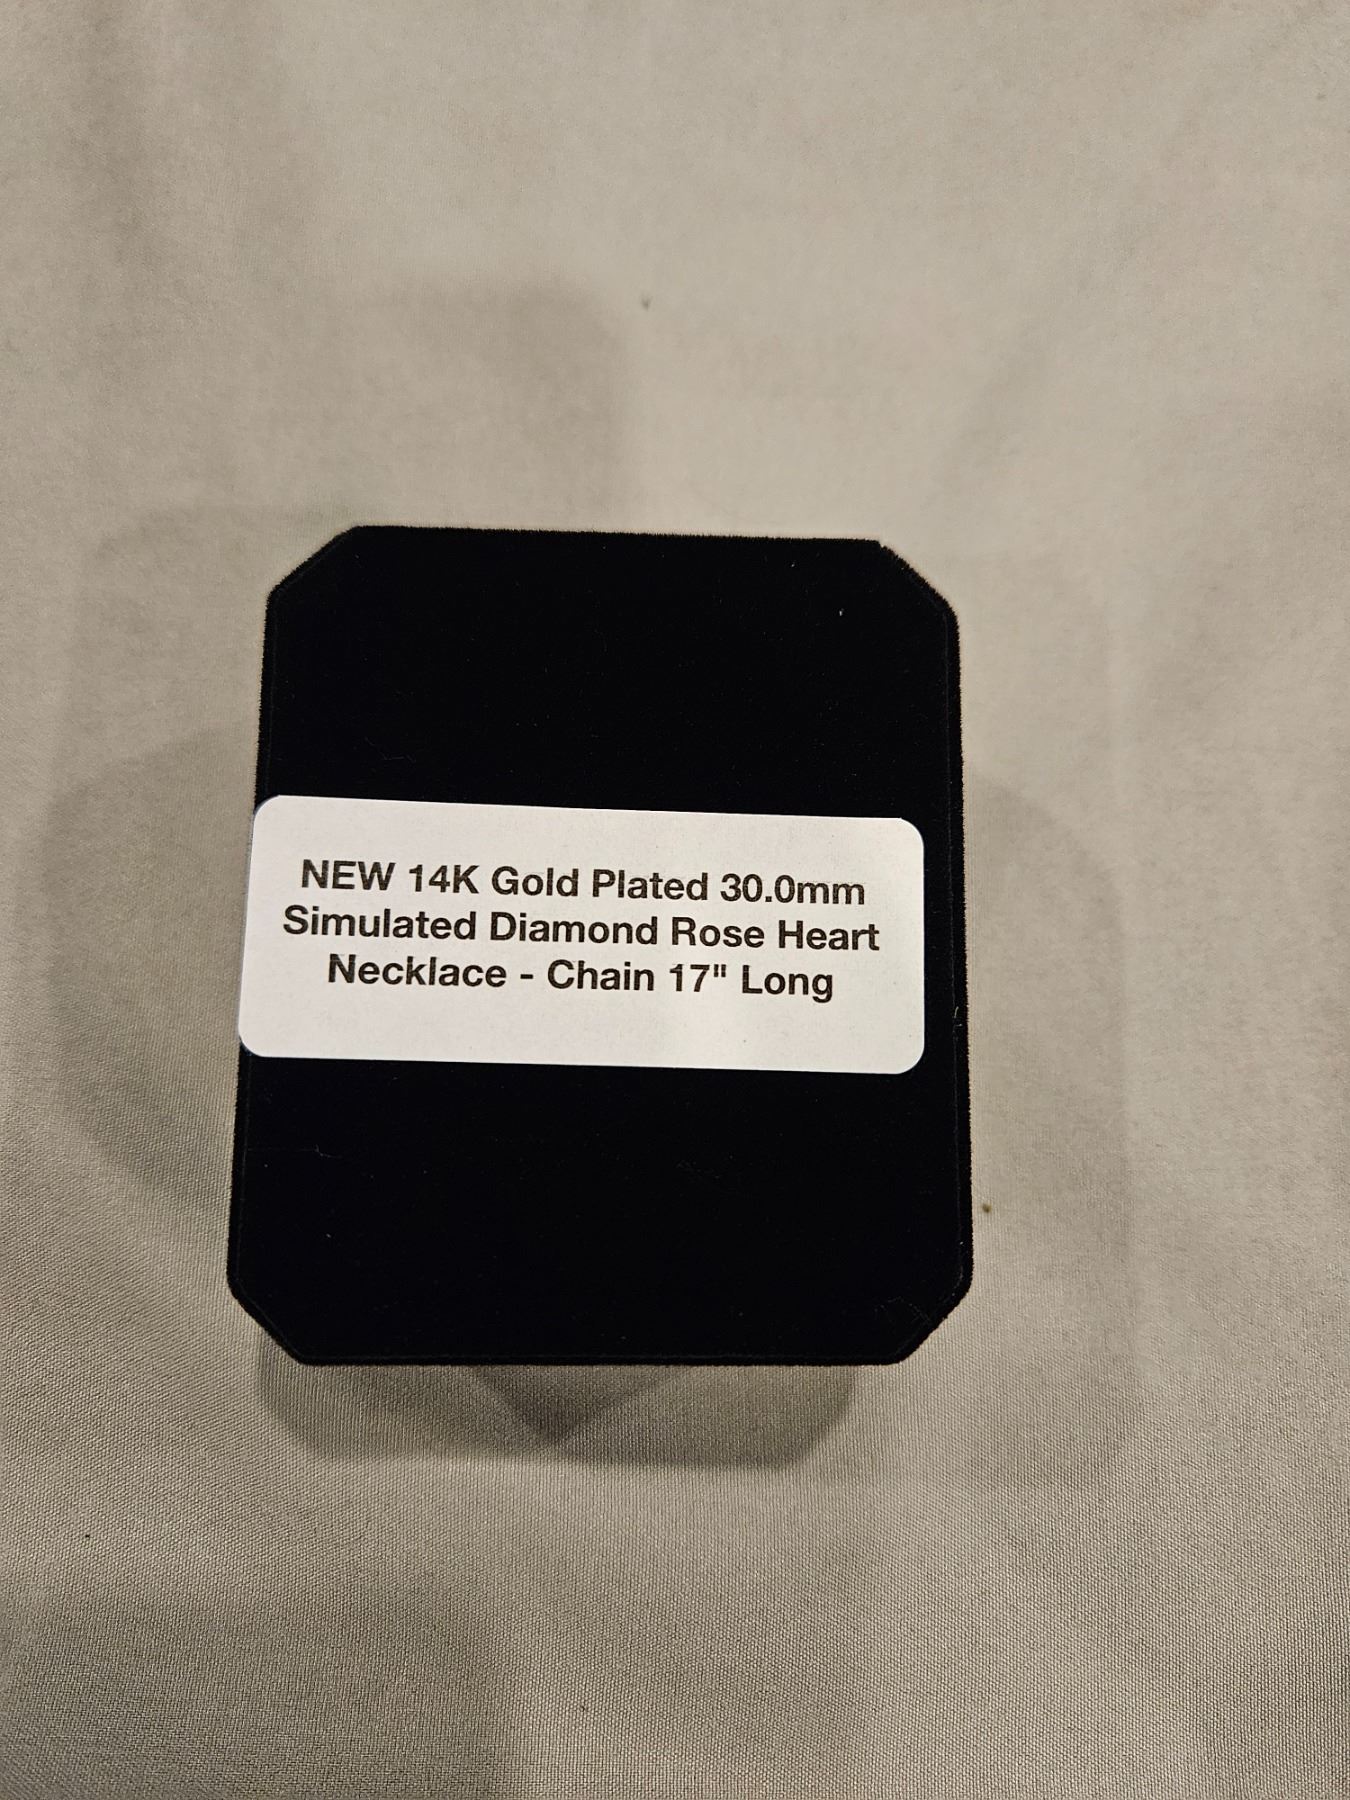 NEW 14K Gold Plated 30.0mm
Simulated Diamond Rose Heart
Necklace - Chain 17" Long